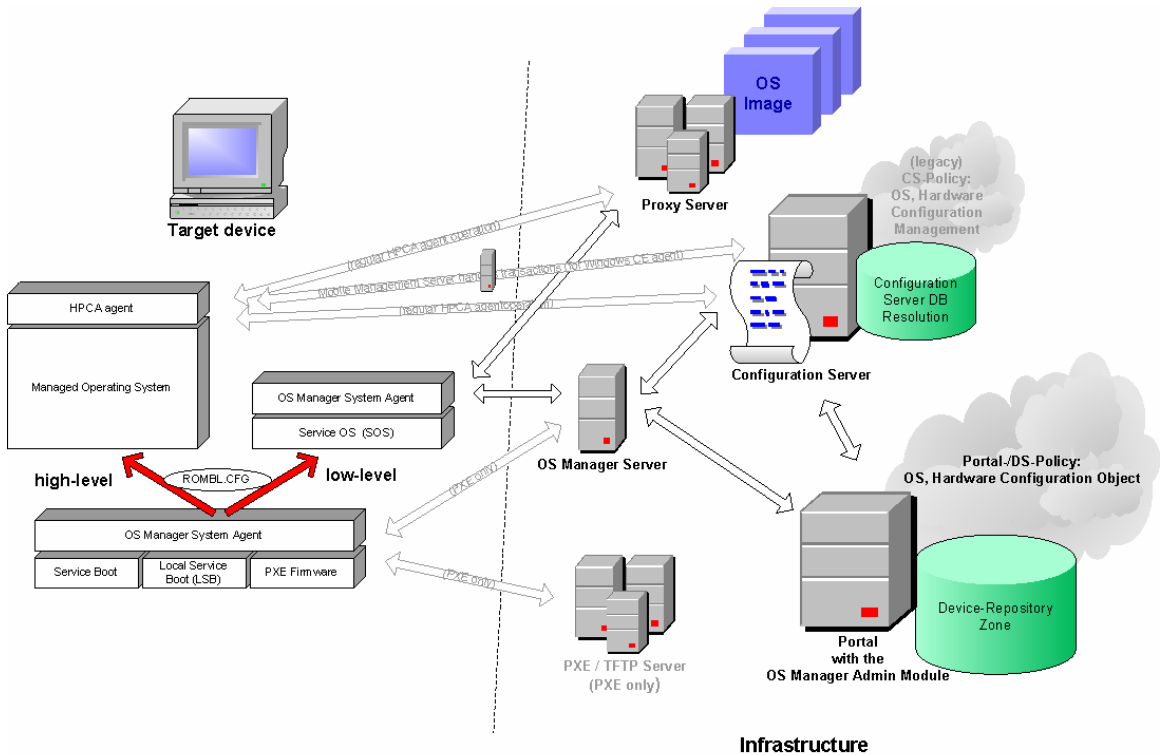 OS
Image
(legacy)
CS-Policy:
OS, Hardware
Configuration
Management
Proxy Server
Target device
(regular HPCA agent operation)
Mobile Management Server handles transactions (for Windows CE agent)
(regular HPCA agentoperation)
Configuration
Server DB
Resolution
HPCA agent
Managed Operating System
Configuration Server
OS Manager System Agent
Service OS (SOS)
OS Manager Server
high-level
ROMBL.CFG
low-level
(PXE only)
Portal-/DS-Policy:
OS, Hardware Configuration Object
OS Manager System Agent
Service Boot
Local Service
Boot (LSB)
PXE Firmware
(PXE only)
Device-Repository
Zone
PXE / TFTP Server
(PXE only)
Portal
with the
OS Manager Admin Module
Infrastructure